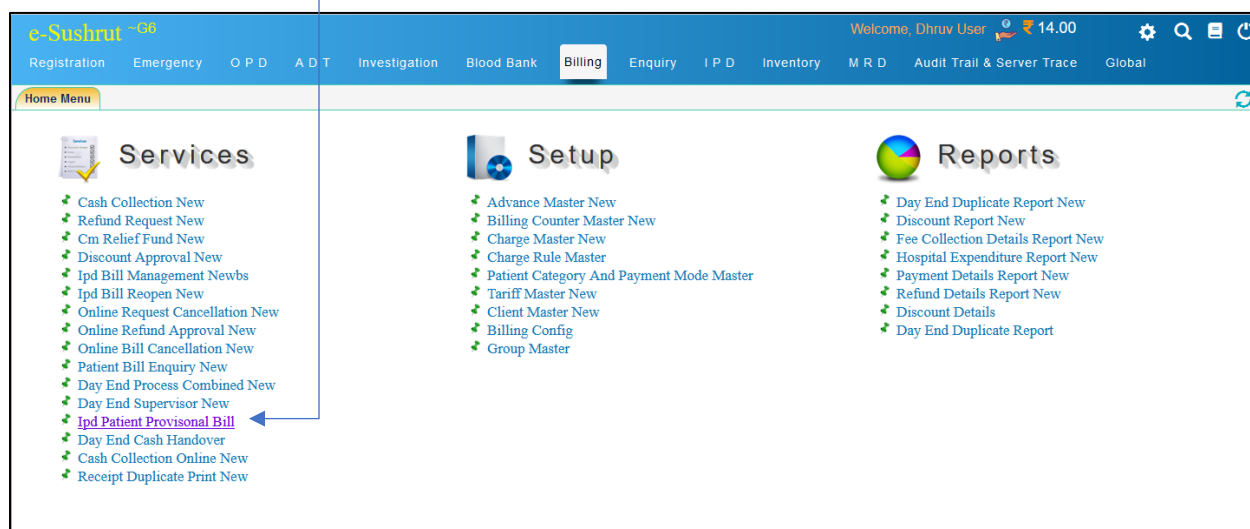 e-Sushrut ~G6
Welcome, Dhruv User ₹ 14.00
Registration Emergency O P D A D T Investigation Blood Bank Billing Enquiry I P D Inventory M R D Audit Trail & Server Trace Global
Home Menu
Services
Cash Collection New
Refund Request New
Cm Relief Fund New
Discount Approval New
Ipd Bill Management Newbs
Ipd Bill Reopen New
Online Request Cancellation New
Online Refund Approval New
Online Bill Cancellation New
Patient Bill Enquiry New
Day End Process Combined New
Day End Supervisor New
Ipd Patient Provisonal Bill
Day End Cash Handover
Cash Collection Online New
Receipt Duplicate Print New
Setup
Advance Master New
Billing Counter Master New
Charge Master New
Charge Rule Master
Patient Category And Payment Mode Master
Tariff Master New
Client Master New
Billing Config
Group Master
Reports
Day End Duplicate Report New
Discount Report New
Fee Collection Details Report New
Hospital Expenditure Report New
Payment Details Report New
Refund Details Report New
Discount Details
Day End Duplicate Report